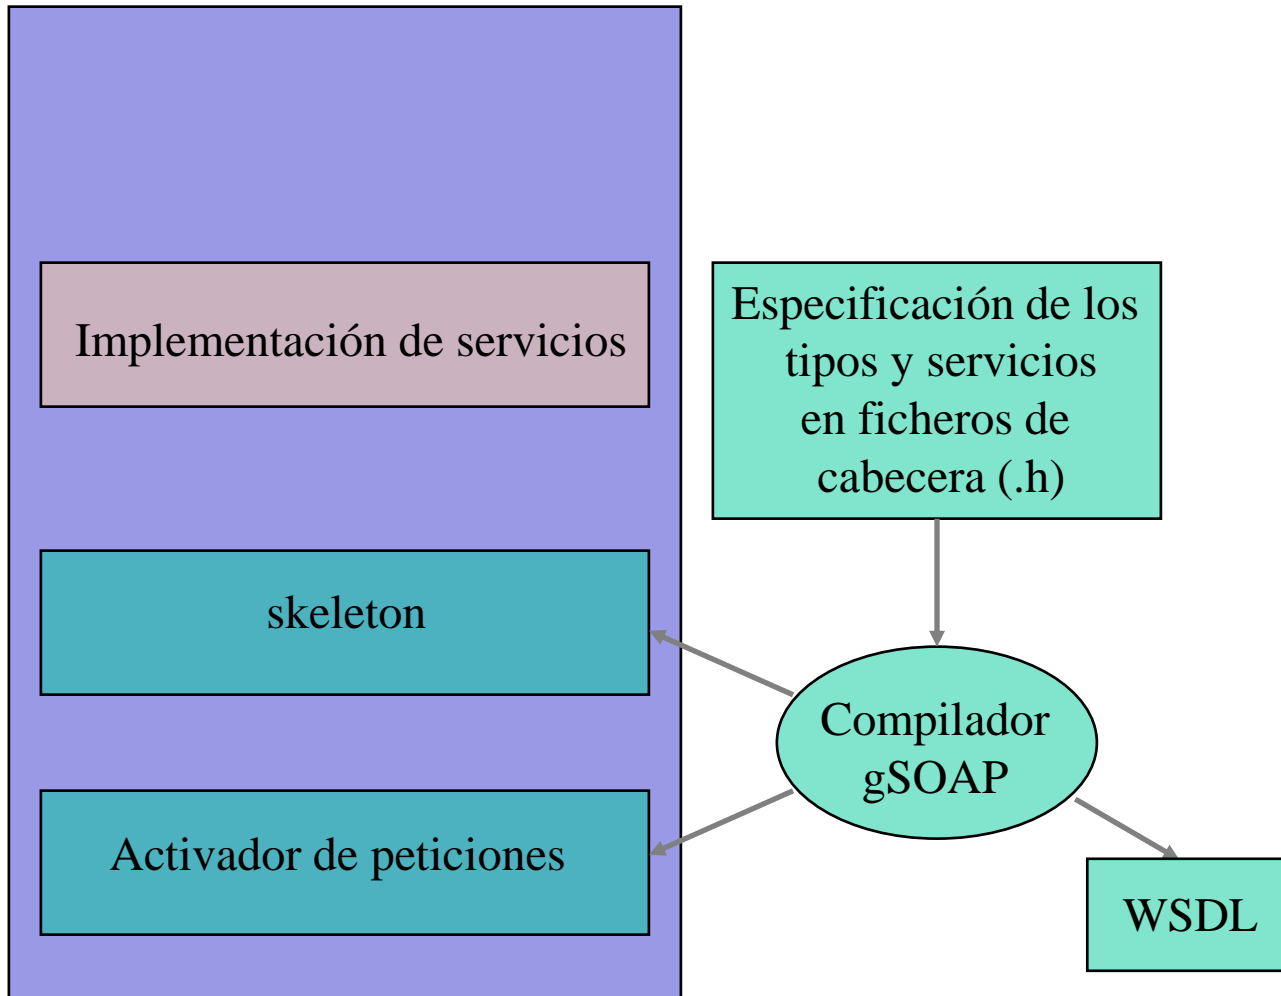 Implementación de servicios
Especificación de los
tipos y servicios
en ficheros de
cabecera (.h)
skeleton
Compilador
gSOAP
Activador de peticiones
WSDL